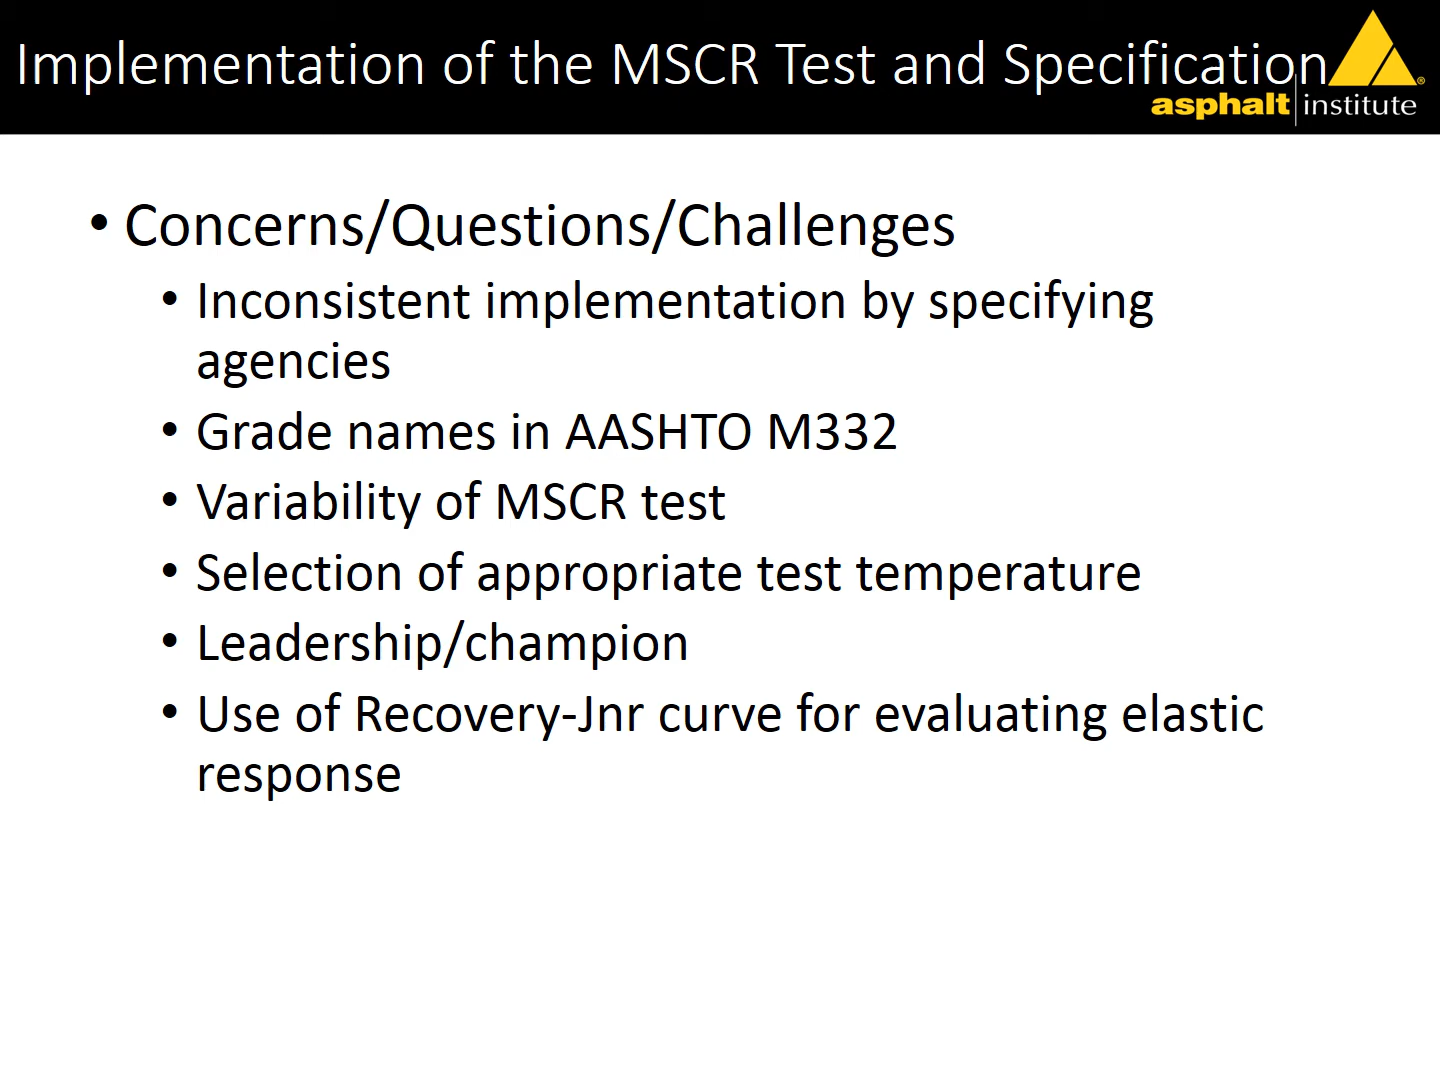 Implementation of the MSCR Test and Specification
asphalt institute®
• Concerns/Questions/Challenges
• Inconsistent implementation by specifying
agencies
• Grade names in AASHTO M332
• Variability of MSCR test
• Selection of appropriate test temperature
• Leadership/champion
• Use of Recovery-Jnr curve for evaluating elastic
response